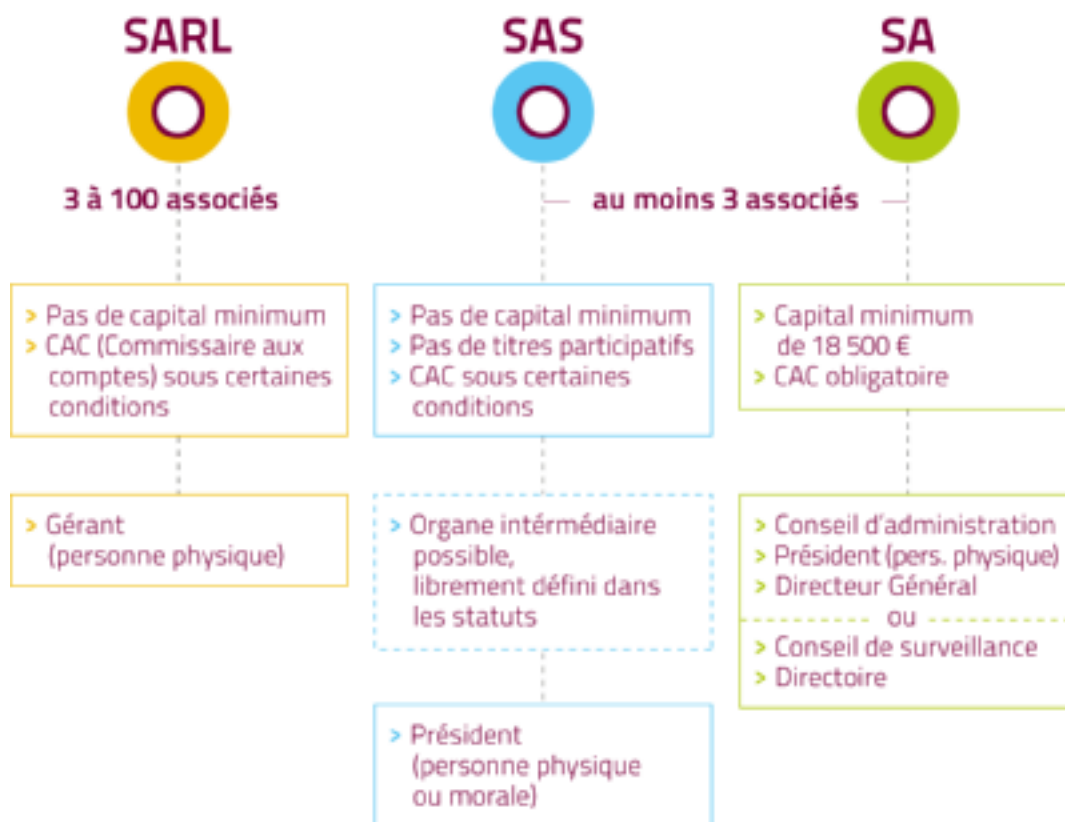 SARL
3 à 100 associés
> Pas de capital minimum
> CAC (Commissaire aux
comptes) sous certaines
conditions
> Gérant
(personne physique)
SAS
SA
au moins 3 associés
> Pas de capital minimum
> Pas de titres participatifs
> CAC sous certaines
conditions
> Organe intérmédiaire
possible,
librement défini dans
les statuts
> Président
(personne physique
ou morale)
> Capital minimum
de 18 500 €
> CAC obligatoire
> Conseil d'administration
> Président (pers. physique)
> Directeur Général
ou
> Conseil de surveillance
> Directoire